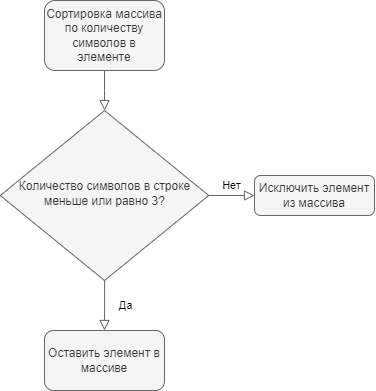 Сортировка массива
по количеству
символов в
элементе
Количество символов в строке
меньше или равно 3?
Нет
Исключить элемент
из массива
Да
Оставить элемент в
массиве